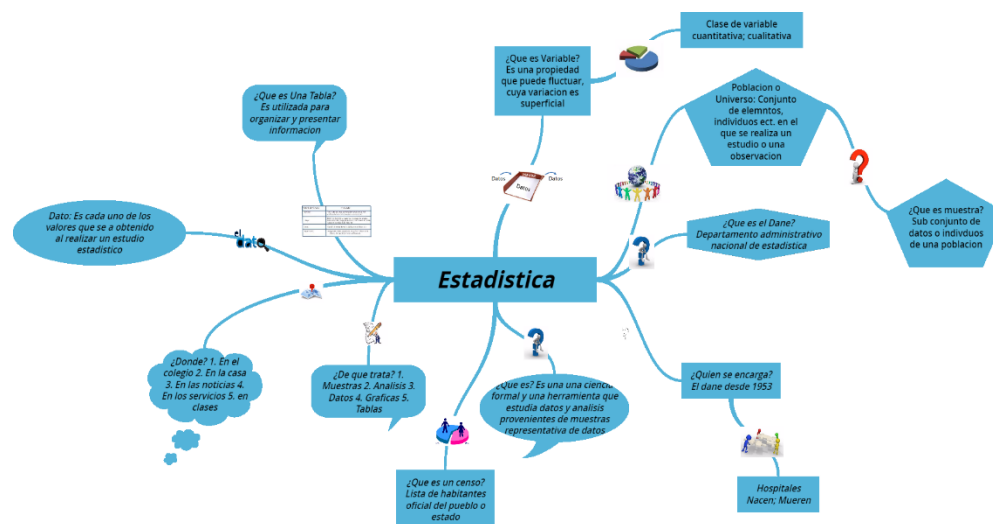 Clase de variable
cuantitativa; cualitativa
¿Que es Variable?
Es una propiedad
que puede fluctuar,
cuya variacion es
superficial
¿Que es Una Tabla?
Es utilizada para
organizar y presentar
informacion
Poblacion o
Universo: Conjunto
de elemntos,
individuos ect. en el
que se realiza un
estudio o una
observacion
Datos
Datos
Datos
¿Que es muestra?
Sub conjunto de
datos o indivduos
de una poblacion
Dato: Es cada uno de los
valores que se a obtenido
al realizar un estudio
estadistico
el
dato
¿Que es el Dane?
Departamento administrativo
nacional de estadistica
Estadistica
¿Donde? 1. En el
colegio 2. En la casa
3. En las noticias 4.
En los servicios 5. en
clases
¿De que trata? 1.
Muestras 2. Analisis 3.
Datos 4. Graficas 5.
Tablas
¿Que es? Es una una ciencia
formal y una herramienta que
estudia datos y analisis
provenientes de muestras
representativa de datos
¿Quien se encarga?
El dane desde 1953
¿Que es un censo?
Lista de habitantes
oficial del pueblo o
estado
Hospitales
Nacen; Mueren